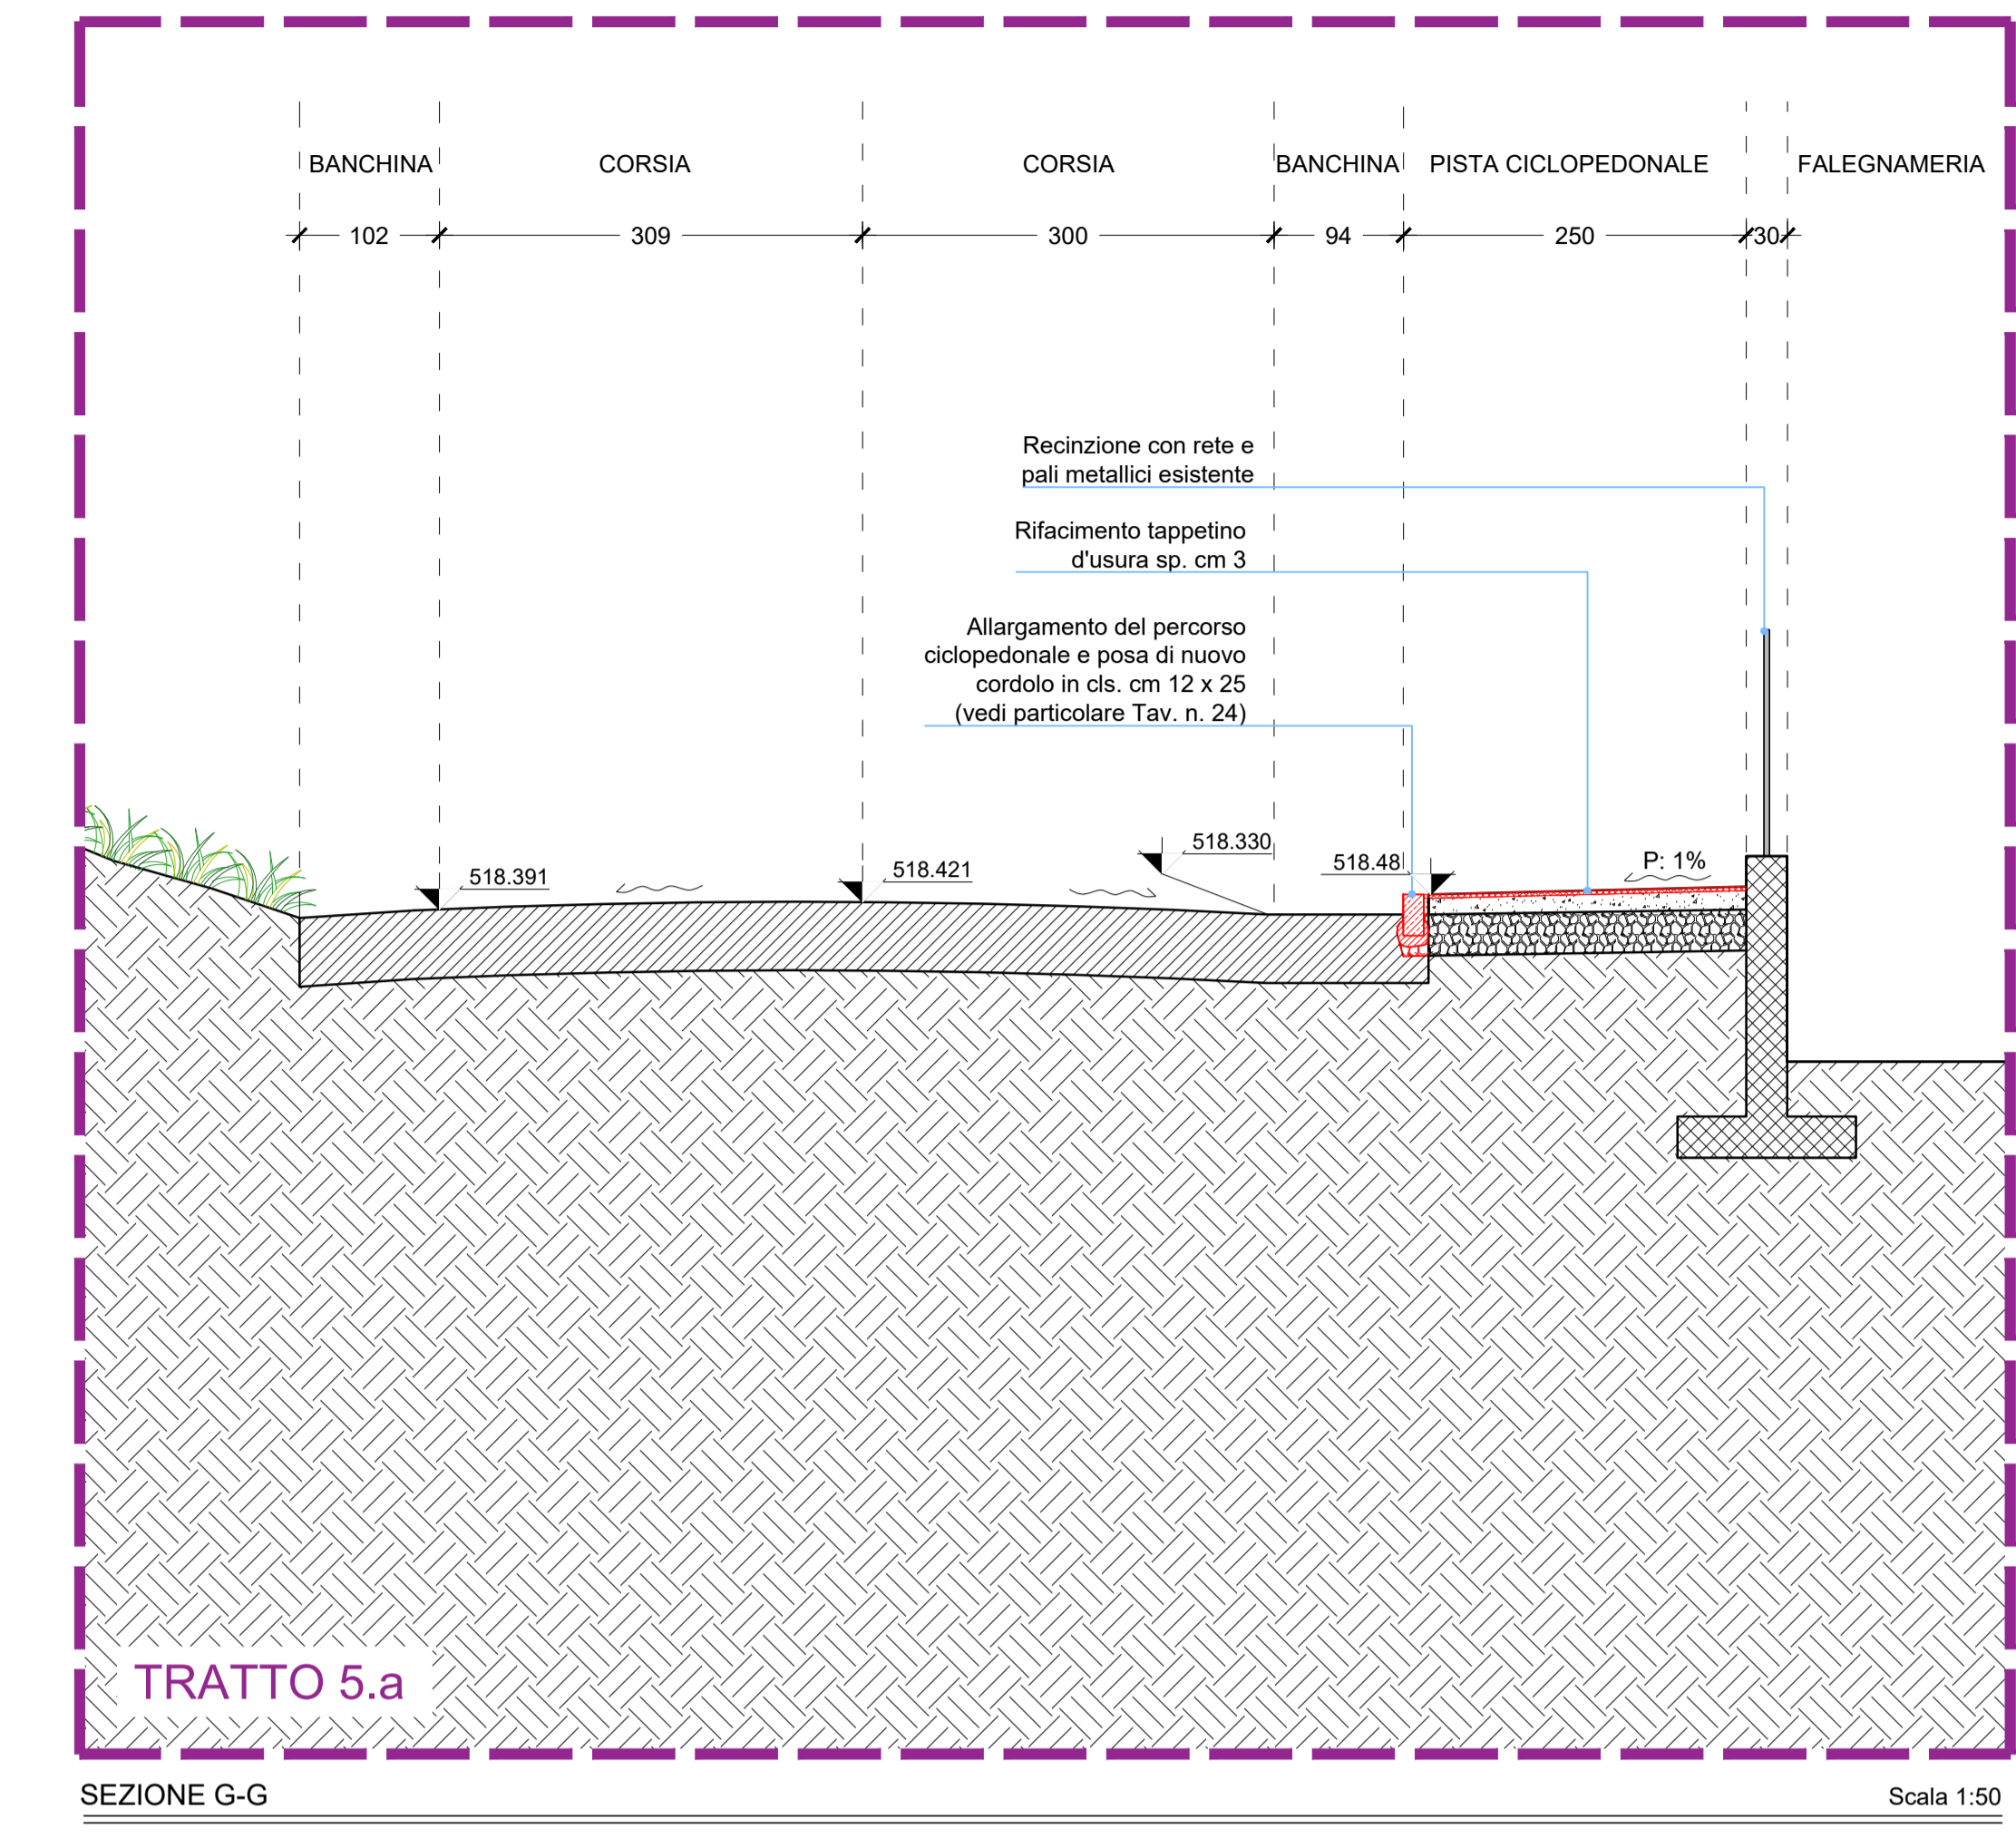 BANCHINA CORSIA CORSIA BANCHINA PISTA CICLOPEDONALE FALEGNAMERIA
102 309 300 94 250 30
Recinzione con rete e
pali metallici esistente
Rifacimento tappetino
d'usura sp. cm 3
Allargamento del percorso
ciclopedonale e posa di nuovo
cordolo in cls. cm 12 x 25
(vedi particolare Tav. n. 24)
518.391
518.421
518.330
518.48
P: 1%
TRATTO 5.a
SEZIONE G-G
Scala 1:50